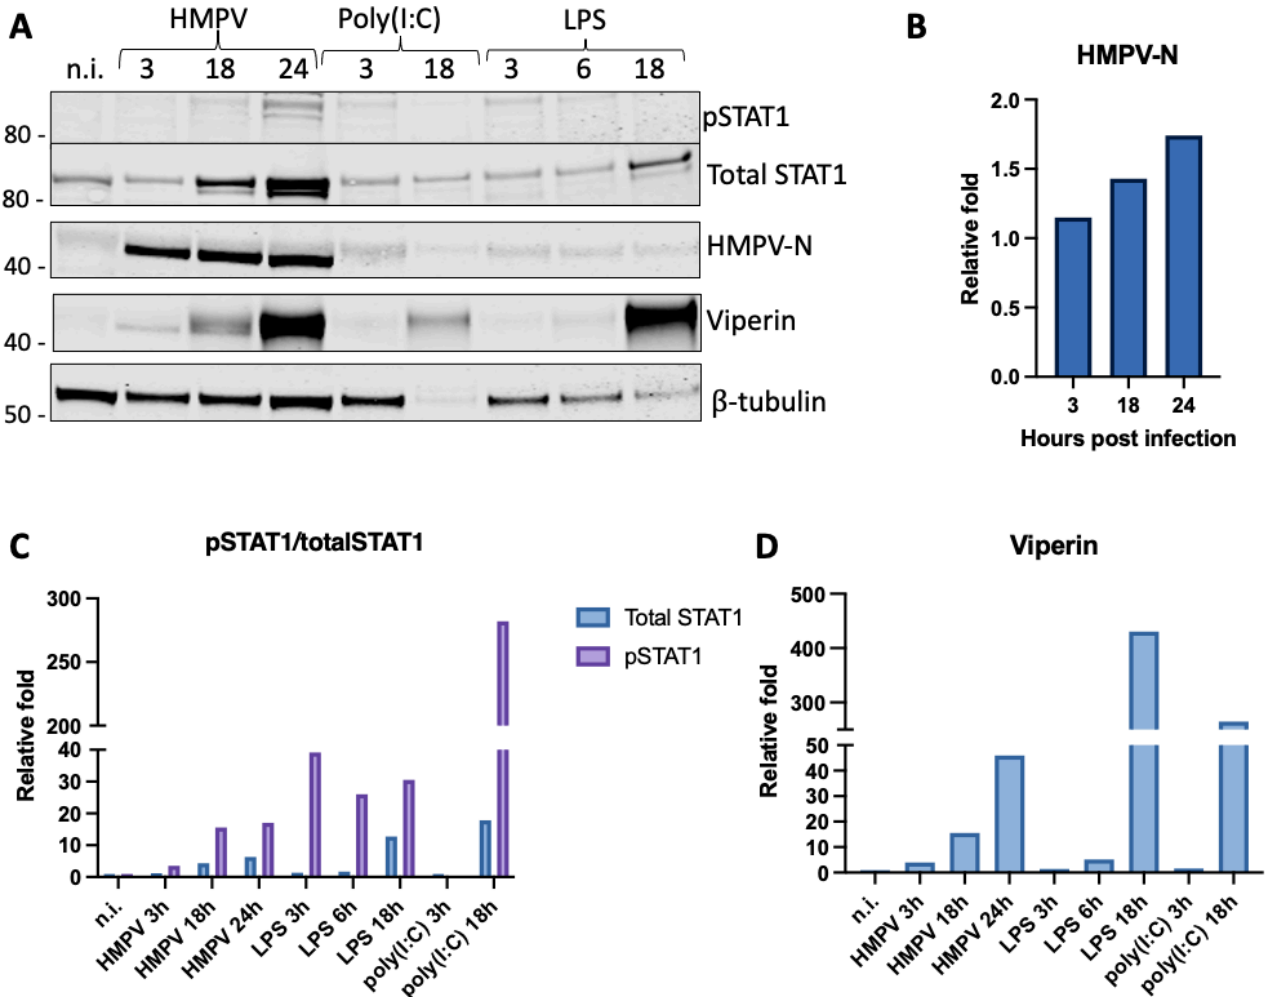 A
HMPV Poly(I:C) LPS
n.i. 3 18 24 3 18 3 6 18
80 - pSTAT1
80 - Total STAT1
40 - HMPV-N
40 - Viperin
50 - β-tubulin
B
HMPV-N
Relative fold
2.0
1.5
1.0
0.5
0.0
3 18 24
Hours post infection
C
pSTAT1/totalSTAT1
Relative fold
300
250
200
40
30
20
10
0
n.i. HMPV 3h HMPV 18h HMPV 24h LPS 3h LPS 6h LPS 18h poly(I:C) 3h poly(I:C) 18h
Total STAT1
pSTAT1
D
Viperin
Relative fold
500
400
300
50
40
30
20
10
0
n.i. HMPV 3h HMPV 18h HMPV 24h LPS 3h LPS 6h LPS 18h poly(I:C) 3h poly(I:C) 18h